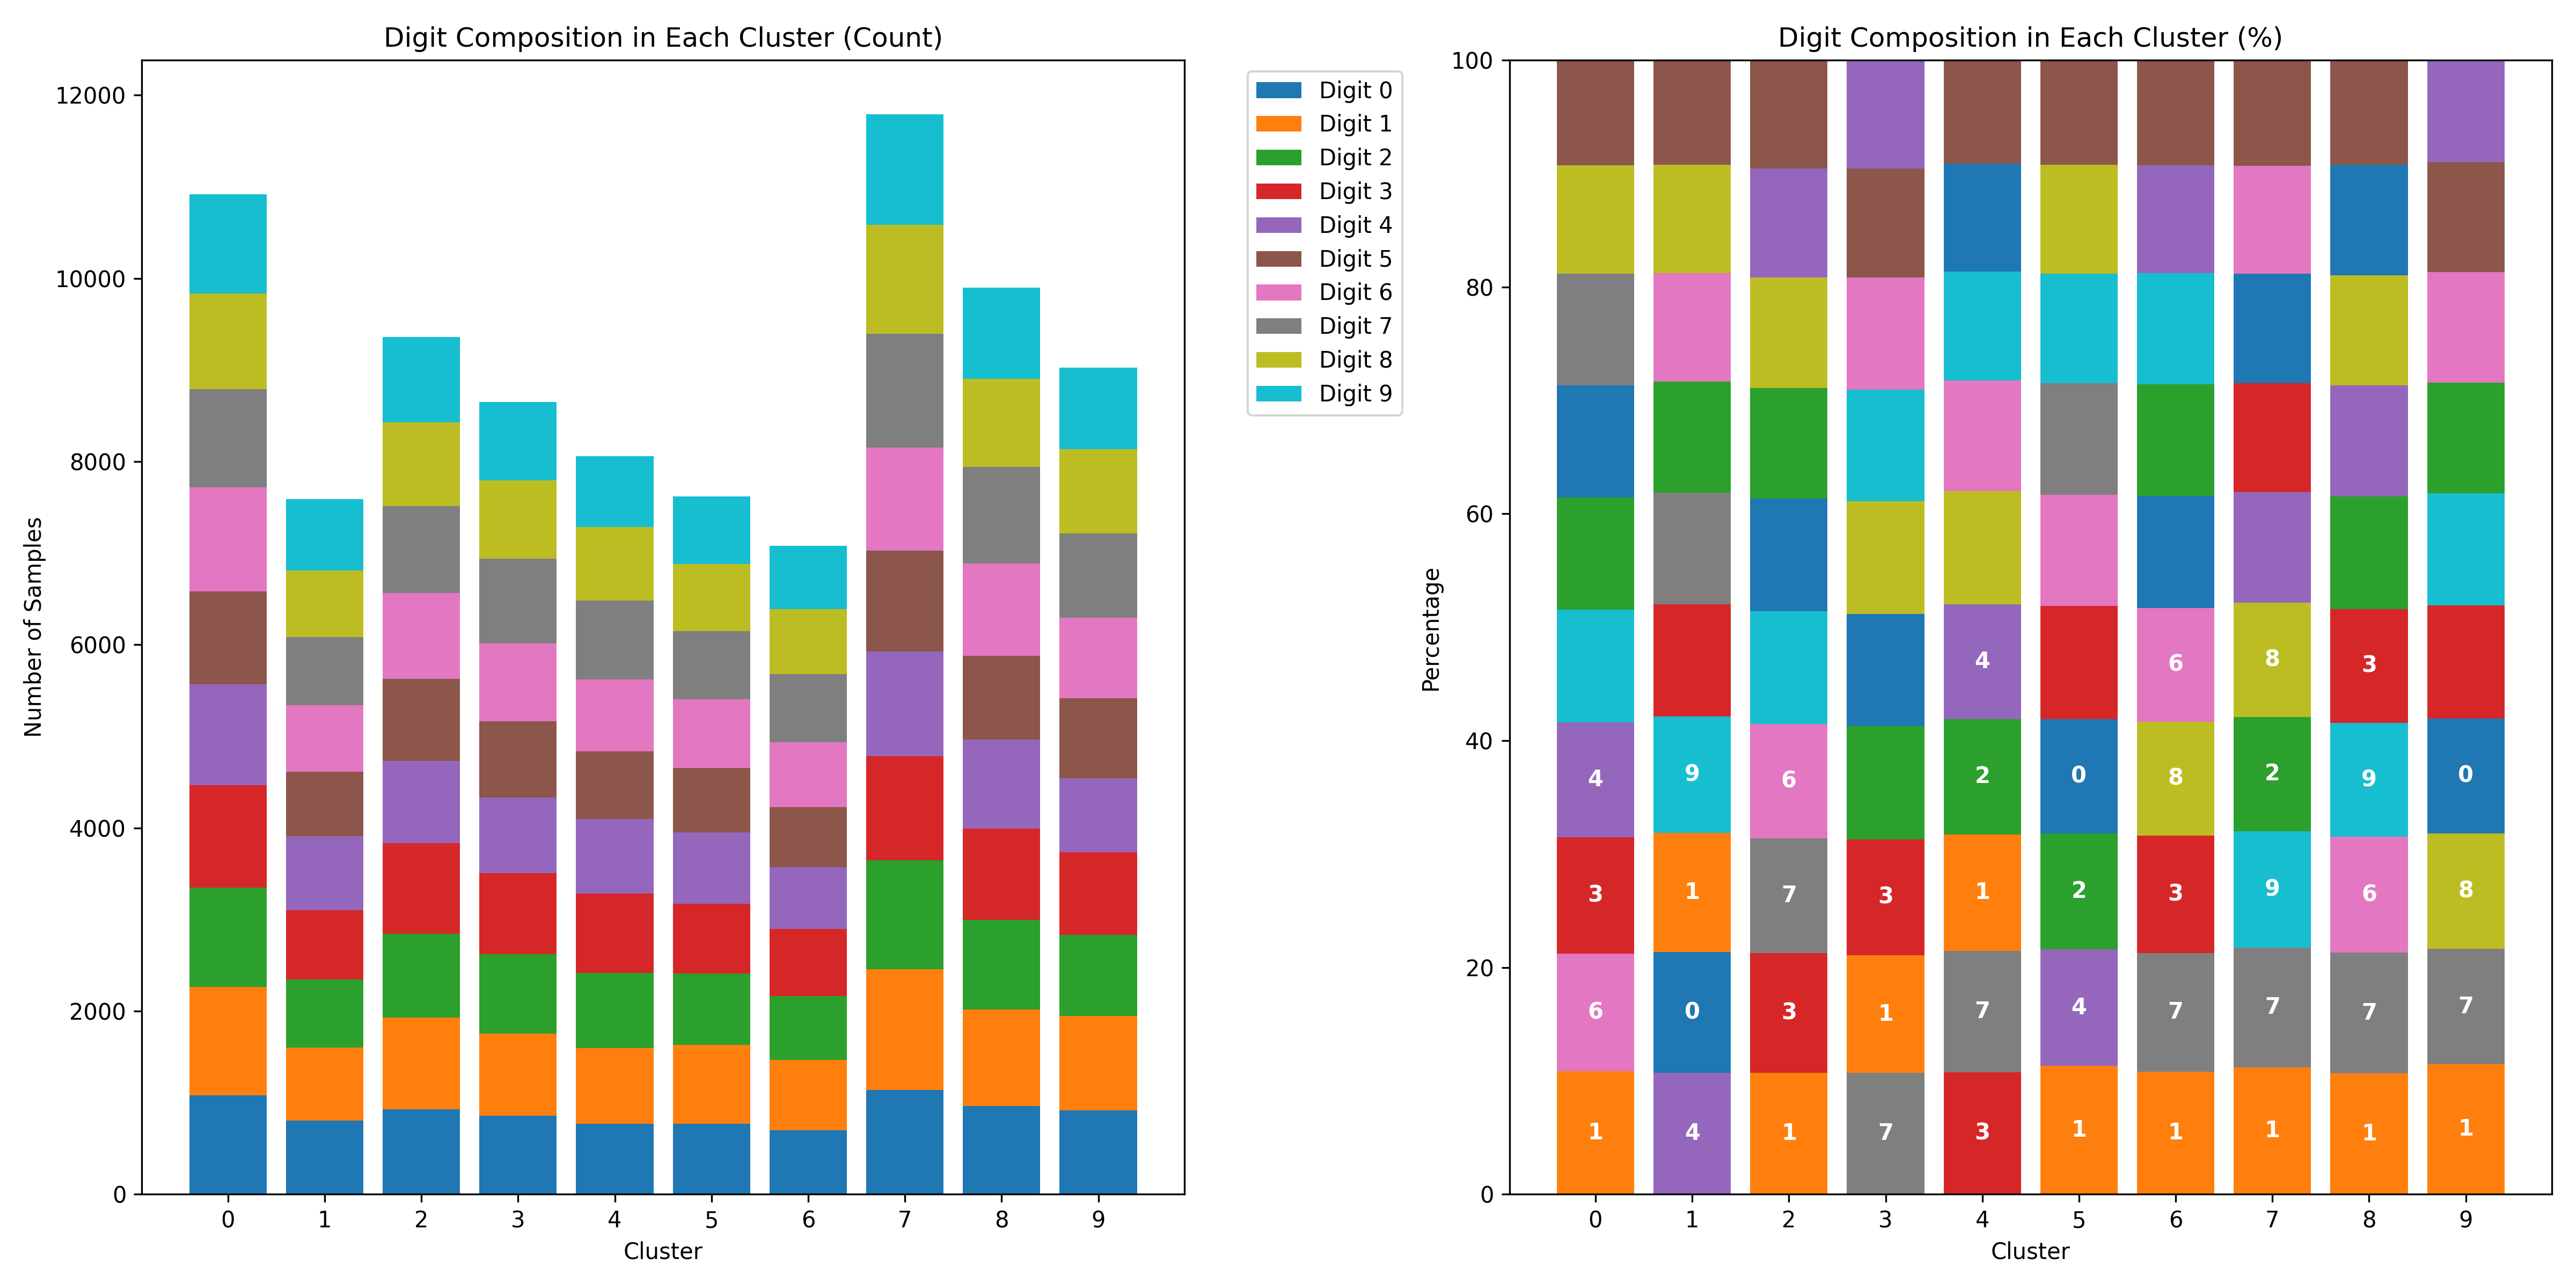 Digit Composition in Each Cluster (Count)
Number of Samples
12000
10000
8000
6000
4000
2000
0
0 1 2 3 4 5 6 7 8 9
Cluster
Digit 0
Digit 1
Digit 2
Digit 3
Digit 4
Digit 5
Digit 6
Digit 7
Digit 8
Digit 9
Digit Composition in Each Cluster (%)
Percentage
100
80
60
40
20
0
4 6 8 3
4 9 6 2 0 8 2 9 0
3 1 7 3 1 2 3 9 6 8
6 0 3 1 7 4 7 7 7 7
1 4 1 7 3 1 1 1 1 1
0 1 2 3 4 5 6 7 8 9
Cluster